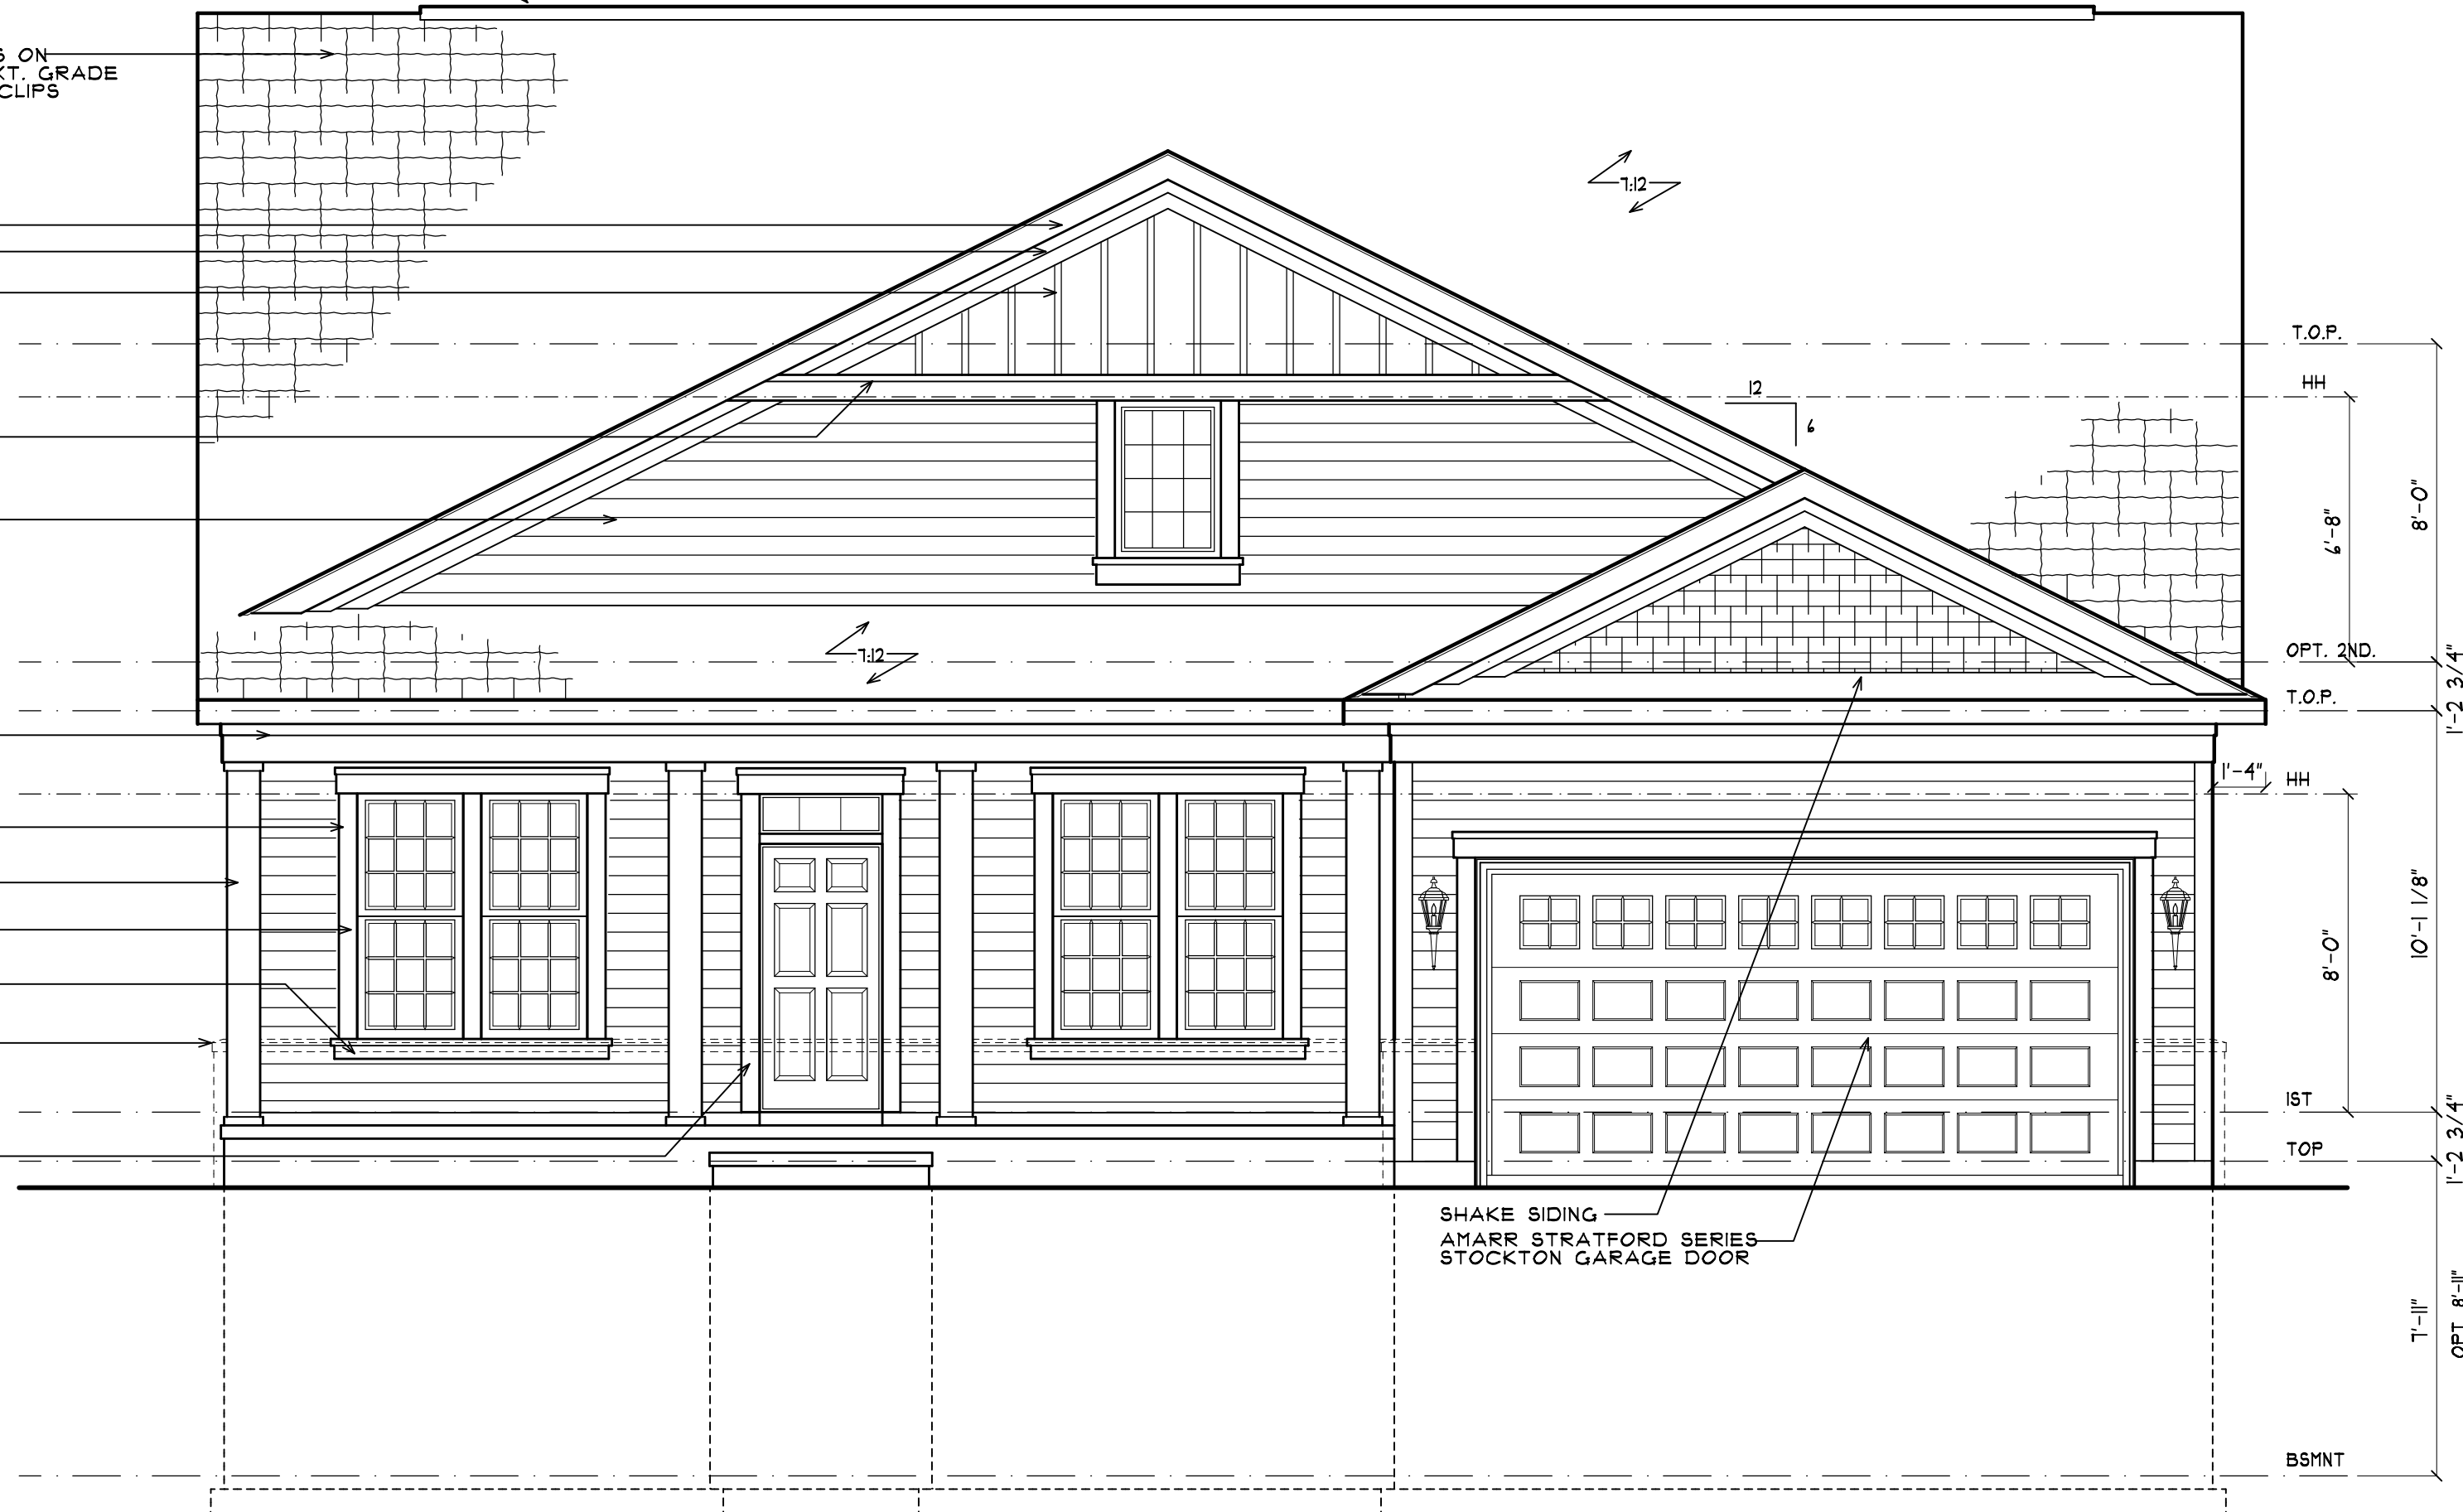 ON
GRADE
CLIPS
7:12
T.O.P.
HH
12
6
8'-0"
6'-8"
7:12
OPT. 2ND.
T.O.P.
1'-2 3/4"
1'-4"
HH
10'-1 1/8"
8'-0"
1ST
1'-2 3/4"
TOP
SHAKE SIDING
AMARR STRATFORD SERIES
STOCKTON GARAGE DOOR
7'-11"
OPT 8'-11"
BSMNT